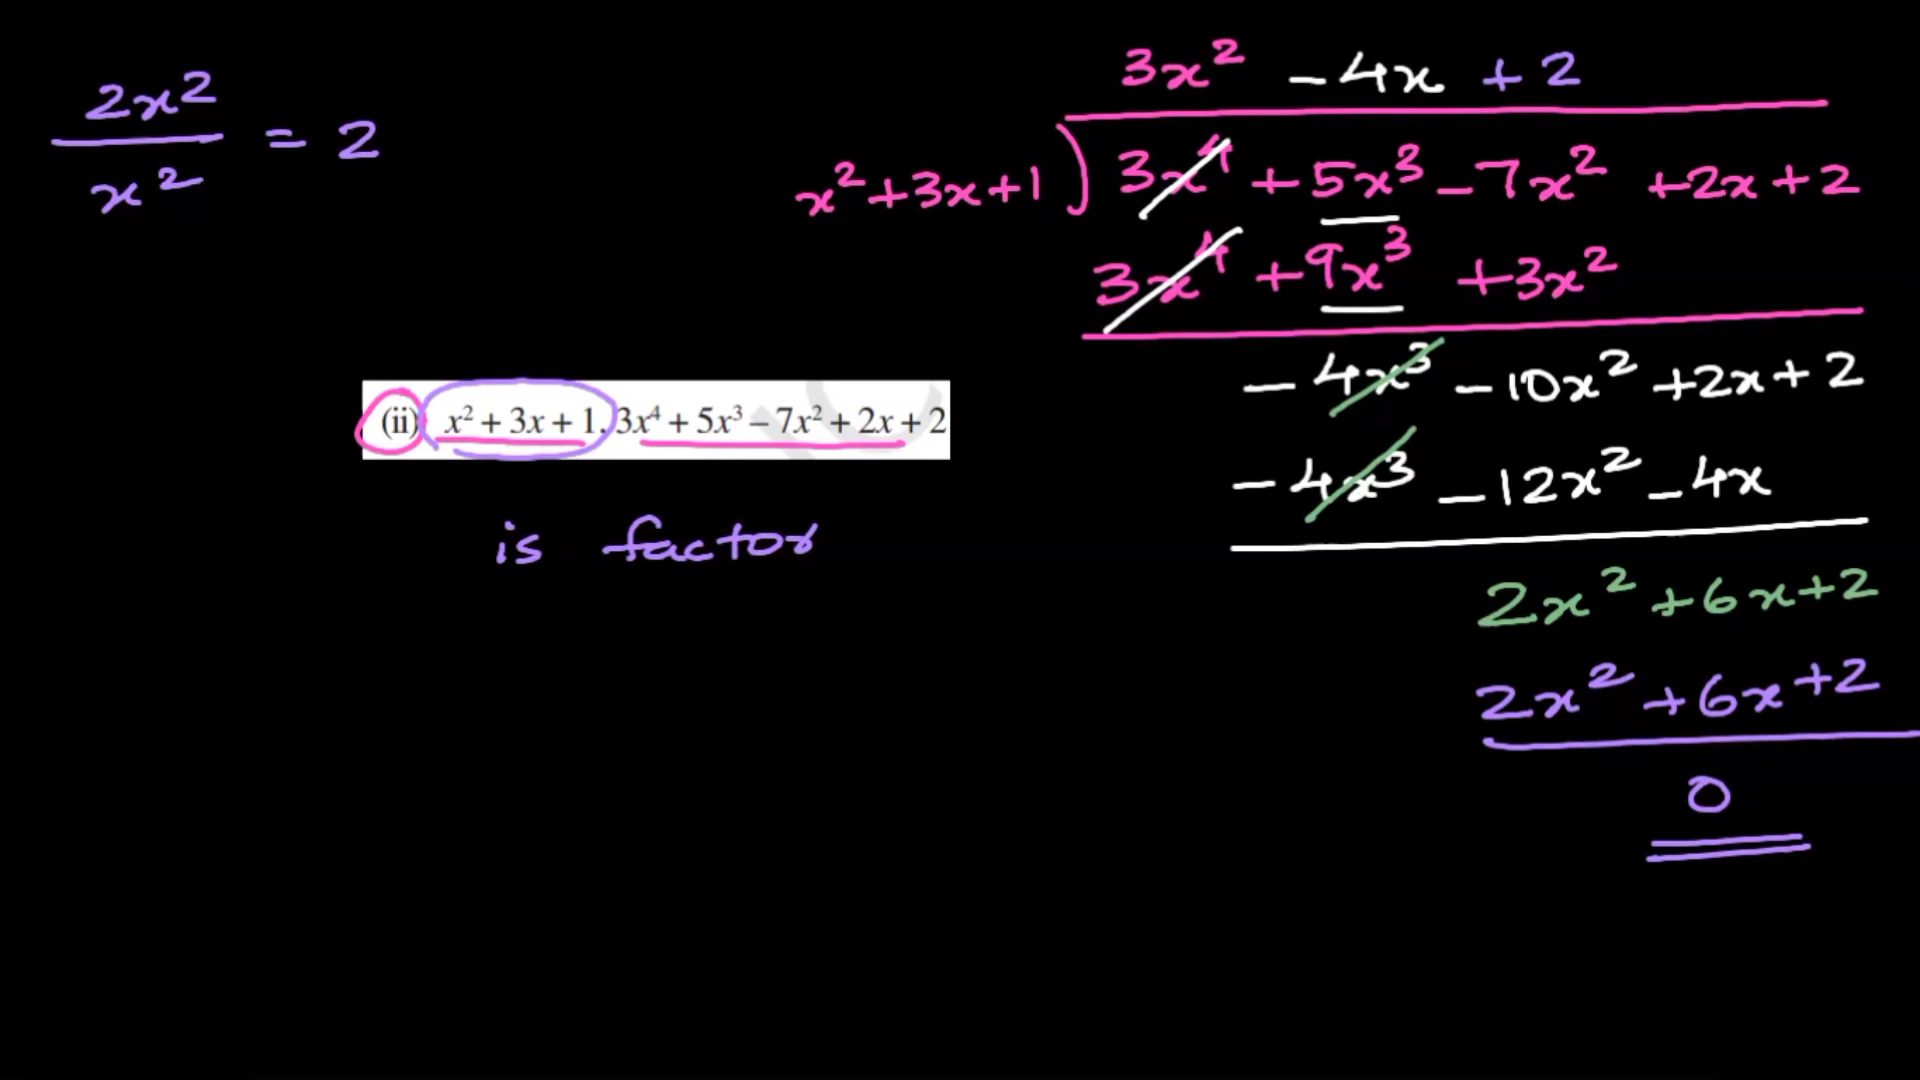 2x²
―― = 2
x²
3x² - 4x + 2
x²+3x+1 ) 3x⁴ + 5x³ - 7x² + 2x + 2
3x⁴ + 9x³ + 3x²
- 4x³ - 10x² + 2x + 2
- 4x³ - 12x² - 4x
2x² + 6x + 2
2x² + 6x + 2
0
(ii) x² + 3x + 1, 3x⁴ + 5x³ – 7x² + 2x + 2
is factor